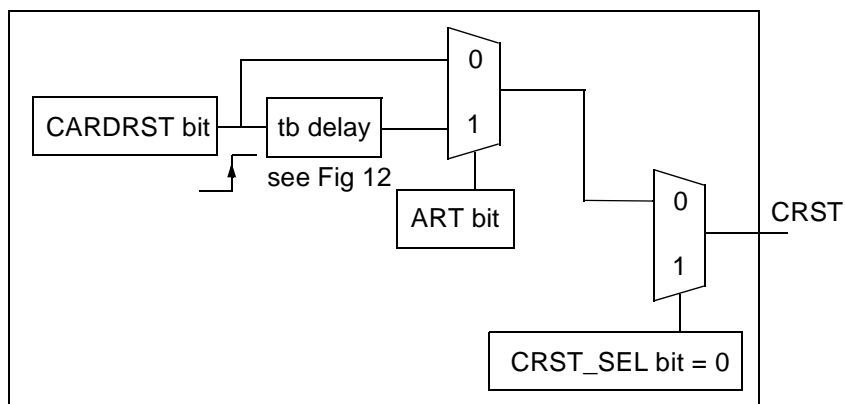 0
CARDRST bit
tb delay
1
see Fig 12
ART bit
0
CRST
1
CRST_SEL bit = 0